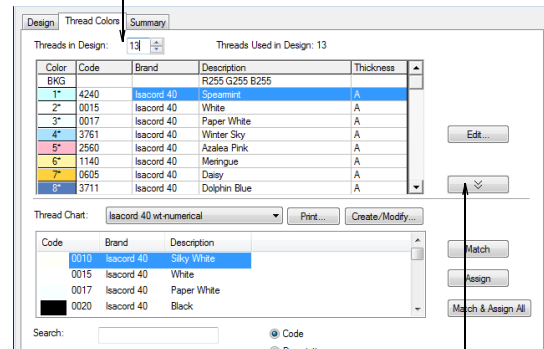 Design Thread Colors Summary
Threads in Design: 13 Threads Used in Design: 13
Color Code Brand Description Thickness
BKG R255 G255 B255
1* 4240 Isacord 40 Spearmint A
2* 0015 Isacord 40 White A
3* 0017 Isacord 40 Paper White A
4* 3761 Isacord 40 Winter Sky A
Edit...
5* 2560 Isacord 40 Azalea Pink A
6* 1140 Isacord 40 Meringue A
7* 0605 Isacord 40 Daisy A
8* 3711 Isacord 40 Dolphin Blue A
Thread Chart: Isacord 40 wt-numerical Print... Create/Modify...
Code Brand Description
Match
0010 Isacord 40 Silky White
0015 Isacord 40 White
Assign
0017 Isacord 40 Paper White
0020 Isacord 40 Black
Match & Assign All
Search: Code